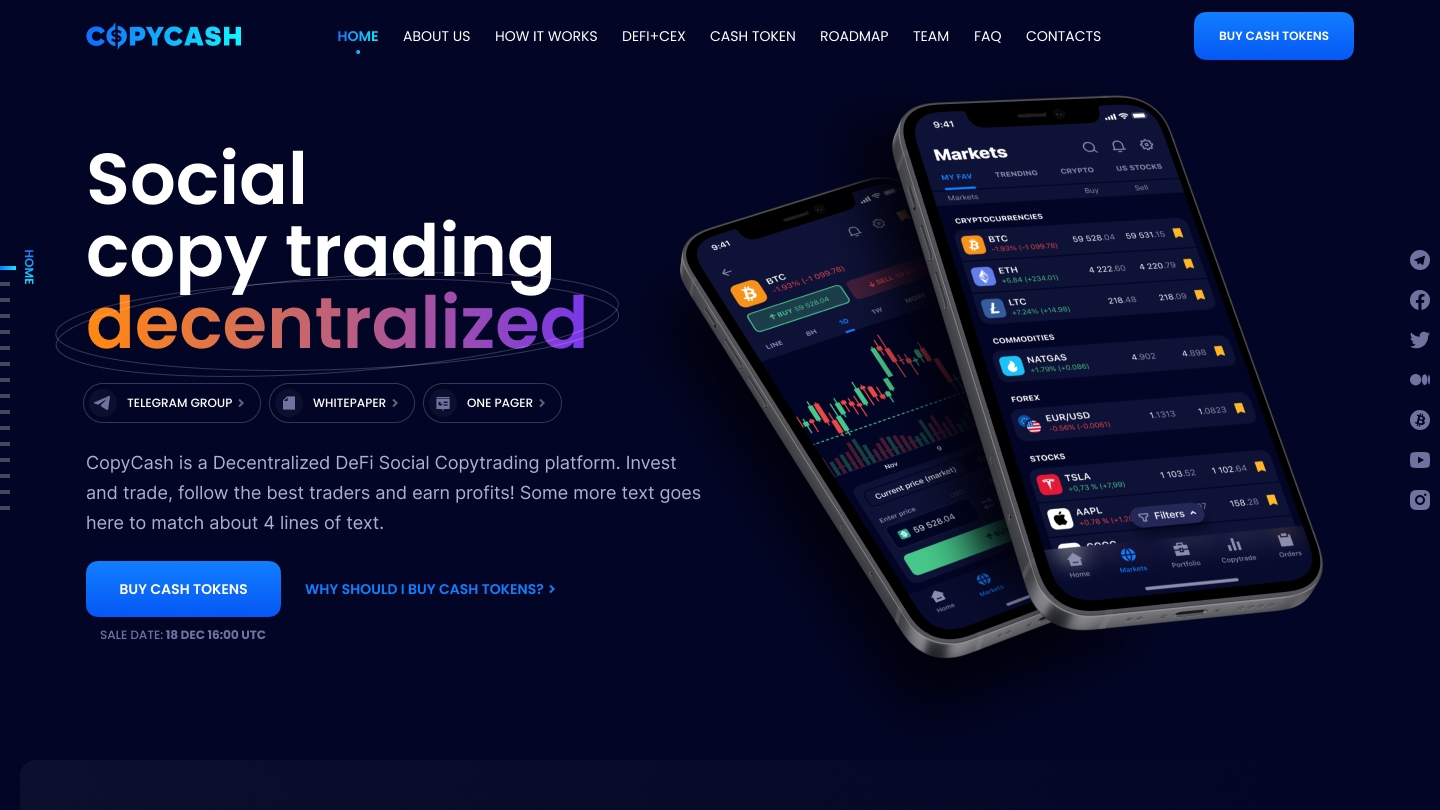 COPYCASH
HOME
ABOUT US
HOW IT WORKS
DEFI+CEX
CASH TOKEN
ROADMAP
TEAM
FAQ
CONTACTS
BUY CASH TOKENS
Social
copy trading
decentralized
HOME
TELEGRAM GROUP
WHITEPAPER
ONE PAGER
CopyCash is a Decentralized DeFi Social Copytrading platform. Invest
and trade, follow the best traders and earn profits! Some more text goes
here to match about 4 lines of text.
BUY CASH TOKENS
WHY SHOULD I BUY CASH TOKENS?
SALE DATE: 18 DEC 16:00 UTC
9:41
BTC
-1.93% (-1 099.78)
BUY 59 528.04
SELL
LINE
8H
1D
1W
MORE
Nov
9
Current price (market)
Enter price
USD
59 528.04
Home
Markets
9:41
Markets
MY FAV
TRENDING
CRYPTO
US STOCKS
Markets
Buy
Sell
CRYPTOCURRENCIES
BTC
-1.93% (-1 099.78)
59 528.04
59 531.15
ETH
+5.84 (+234.01)
4 222.60
4 220.79
LTC
+7.24% (+14.96)
218.48
218.09
COMMODITIES
NATGAS
+1.79% (+0.086)
4.902
4.898
FOREX
EUR/USD
-0.56% (-0.0061)
1.1313
1.0823
STOCKS
TSLA
+0,73 % (+7,99)
1 103.52
1 102.64
AAPL
+0.78 %
158.28
Filters
Home
Markets
Portfolio
Copytrade
Orders